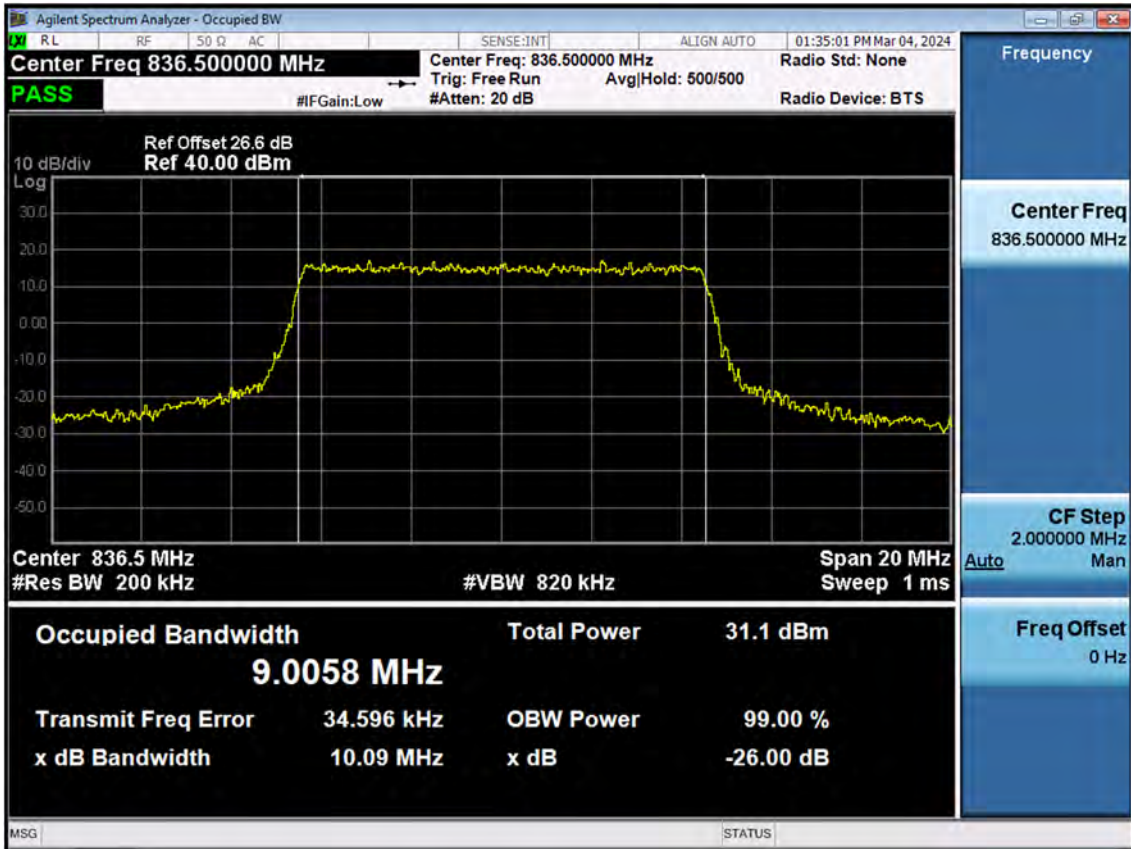 Agilent Spectrum Analyzer - Occupied BW
LXI RL RF 50 Ω AC SENSE:INT ALIGN AUTO 01:35:01 PM Mar 04, 2024
Center Freq 836.500000 MHz
Center Freq: 836.500000 MHz
Radio Std: None
Trig: Free Run Avg|Hold: 500/500
PASS
#IFGain:Low
#Atten: 20 dB
Radio Device: BTS
Ref Offset 26.6 dB
10 dB/div Ref 40.00 dBm
Log
30.0
20.0
10.0
0.00
-10.0
-20.0
-30.0
-40.0
-50.0
Center 836.5 MHz Span 20 MHz
#Res BW 200 kHz #VBW 820 kHz Sweep 1 ms
Occupied Bandwidth Total Power 31.1 dBm
9.0058 MHz
Transmit Freq Error 34.596 kHz OBW Power 99.00 %
x dB Bandwidth 10.09 MHz x dB -26.00 dB
MSG STATUS
Frequency
Center Freq
836.500000 MHz
CF Step
2.000000 MHz
Auto Man
Freq Offset
0 Hz